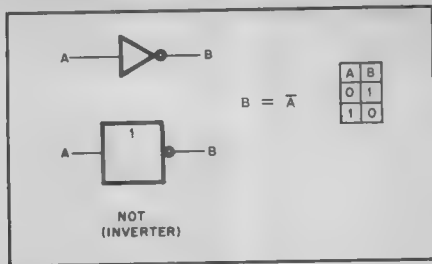 A B
B = A̅
A B
0 1
1 0
1
A B
NOT
(INVERTER)